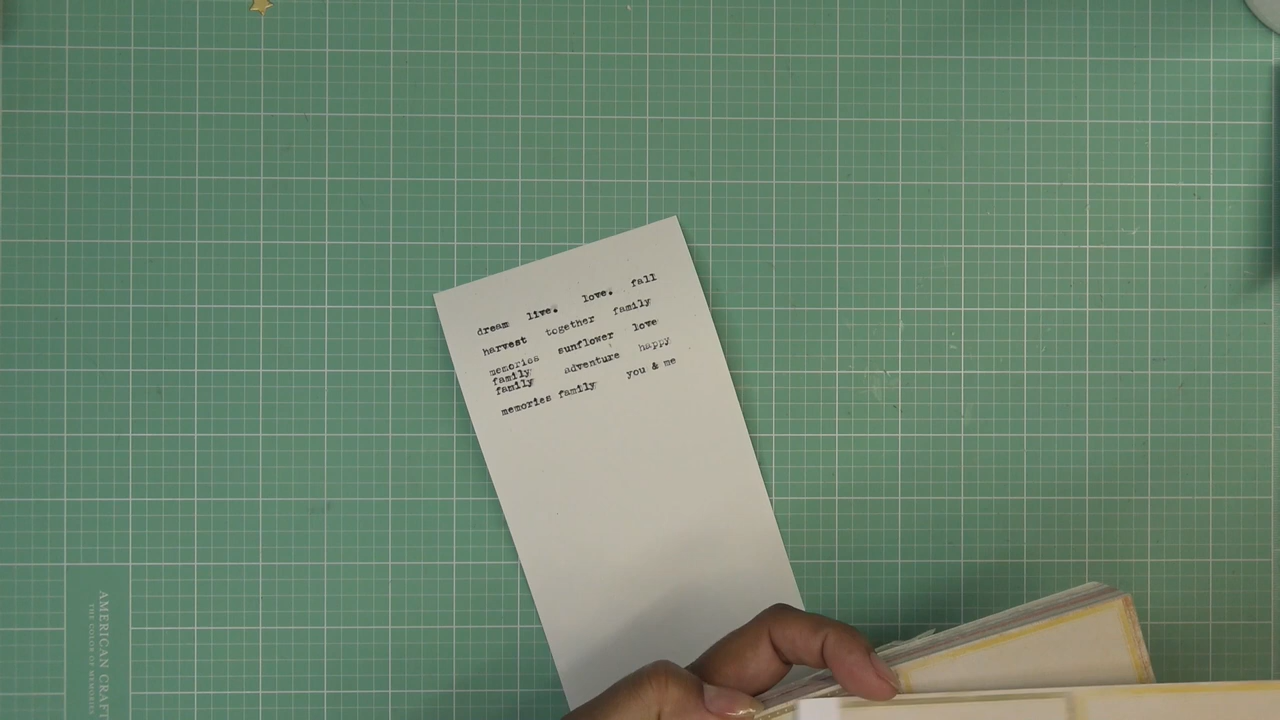 dream live. love. fall
harvest together family
memories sunflower love
family adventure happy
family
memories family you & me
AMERICAN CRAFT
THE COLOR OF MEMORIES